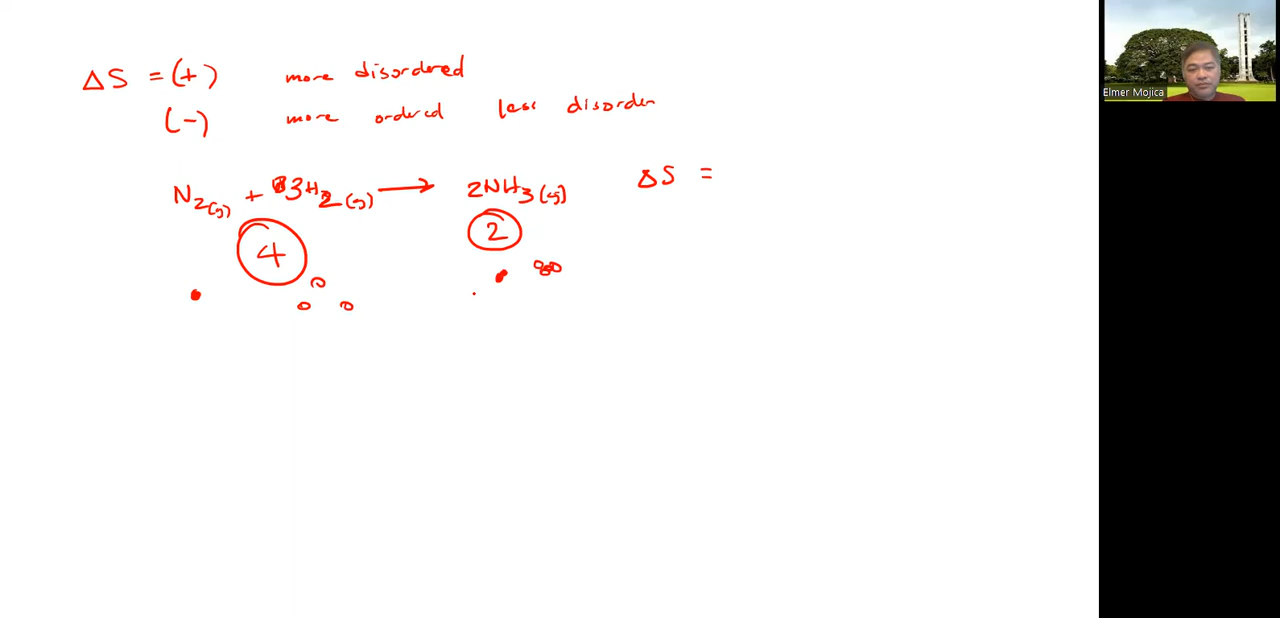 ΔS = (+) more disordered
(-) more ordered less disorder
N2(g) + 3H2(g) → 2NH3(g) ΔS =
4 2
Elmer Mojica